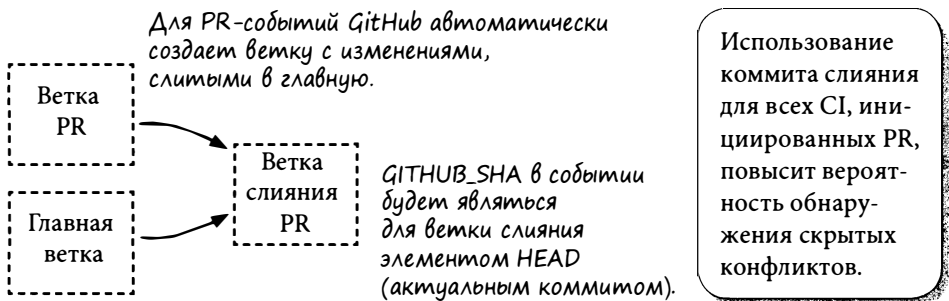 Для PR-событий GitHub автоматически
создает ветку с изменениями,
слитыми в главную.
Ветка
PR
Главная
ветка
Ветка
слияния
PR
GITHUB_SHA в событии
будет являться
для ветки слияния
элементом HEAD
(актуальным коммитом).
Использование
коммита слияния
для всех CI, ини-
циированных PR,
повысит вероят-
ность обнару-
жения скрытых
конфликтов.